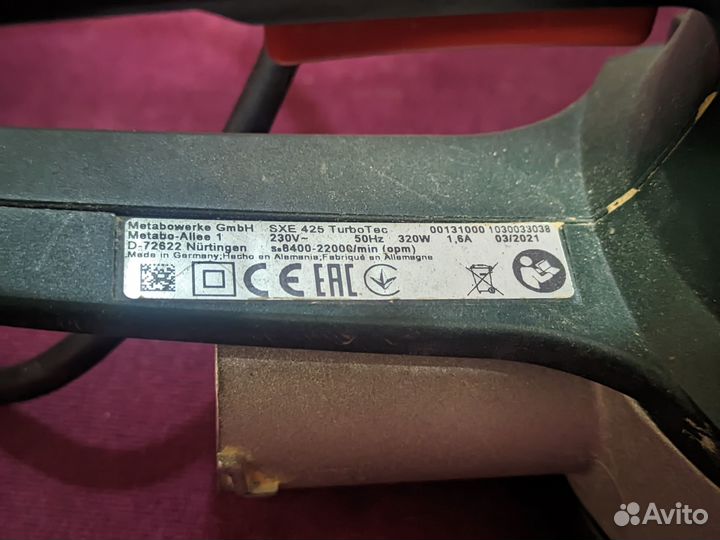 Metabowerke GmbH SXE 425 TurboTec 00131000 1030033038
Metabo-Allee 1 230V~ 50Hz 320W 1,6A 03/2021
D-72622 Nürtingen s₀8400-22000/min (opm)
Made in Germany;Hecho en Alemania,Fabriqué en Allemagne
CE EAC
Avito